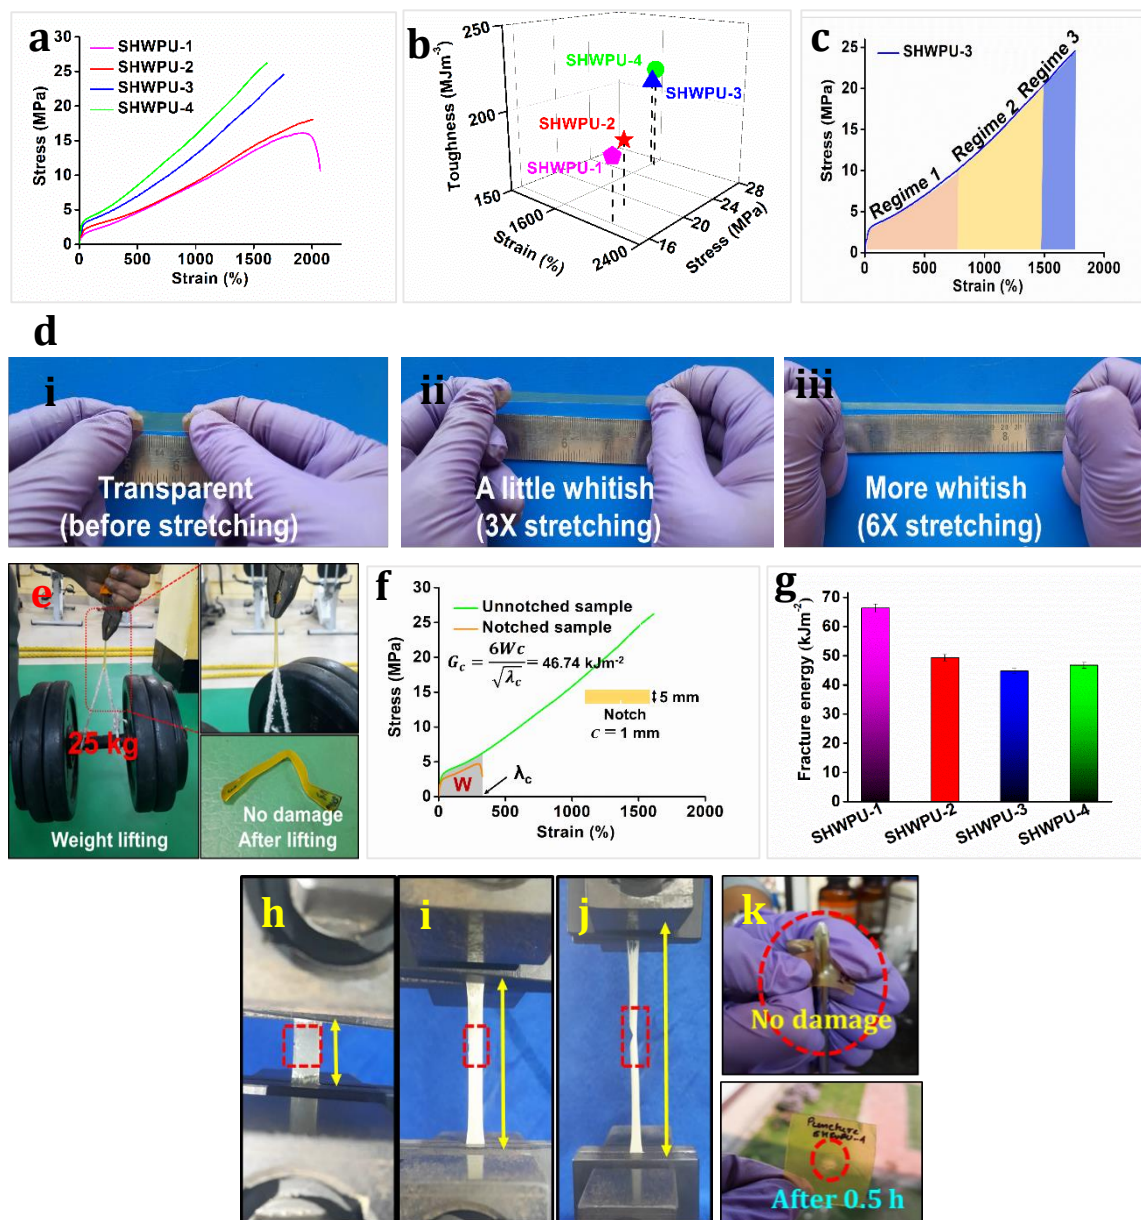 a
SHWPU-1
SHWPU-2
SHWPU-3
SHWPU-4
30
25
20
15
10
5
0
Stress (MPa)
0
500
1000
1500
2000
Strain (%)
b
250
200
150
Toughness (MJm⁻³)
SHWPU-4
SHWPU-3
SHWPU-2
SHWPU-1
1600
2400
Strain (%)
16
20
24
28
Stress (MPa)
c
SHWPU-3
25
20
15
10
5
0
Stress (MPa)
Regime 1
Regime 2
Regime 3
0
500
1000
1500
2000
Strain (%)
d
i
Transparent
(before stretching)
ii
A little whitish
(3X stretching)
iii
More whitish
(6X stretching)
e
25 kg
Weight lifting
No damage
After lifting
f
30
25
20
15
10
5
0
Stress (MPa)
Unnotched sample
Notched sample
G_c = 6Wc / √λ_c = 46.74 kJm⁻²
5 mm
Notch
C = 1 mm
W
λc
0
500
1000
1500
2000
Strain (%)
g
70
60
50
40
30
20
10
0
Fracture energy (kJm⁻²)
SHWPU-1
SHWPU-2
SHWPU-3
SHWPU-4
h
i
j
k
No damage
Puncture
After 0.5 h